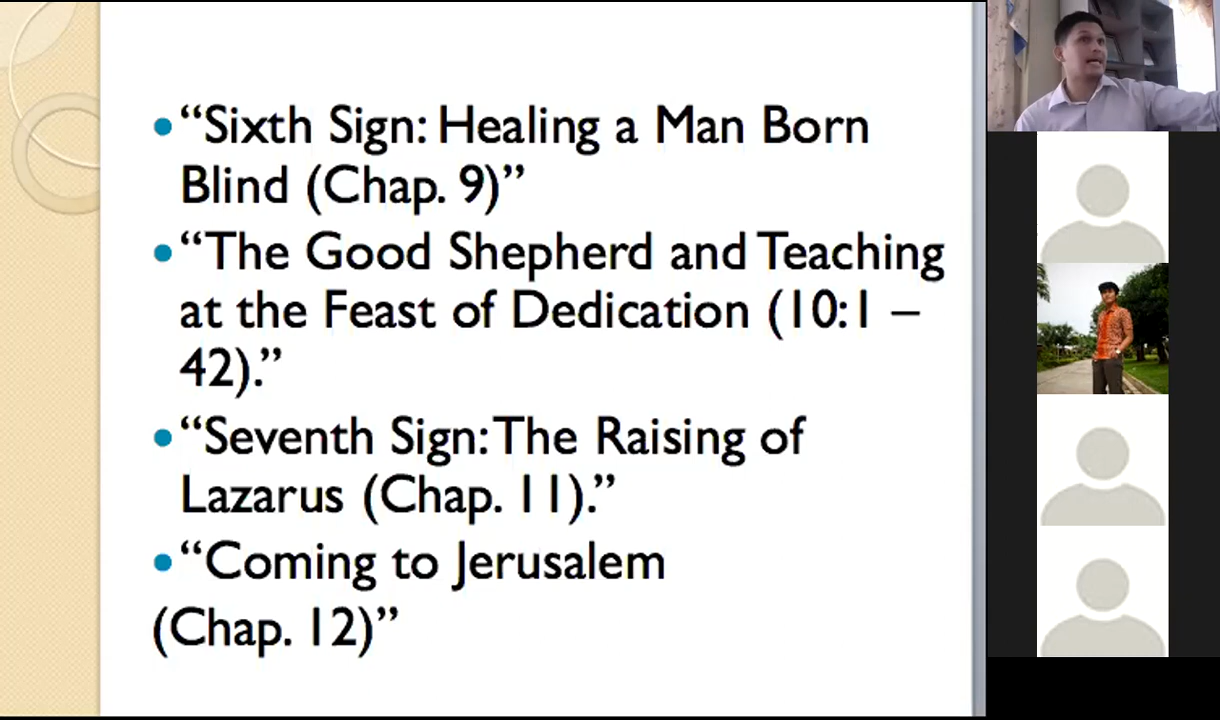 • “Sixth Sign: Healing a Man Born
Blind (Chap. 9)”
• “The Good Shepherd and Teaching
at the Feast of Dedication (10:1 –
42).”
• “Seventh Sign: The Raising of
Lazarus (Chap. 11).”
• “Coming to Jerusalem
(Chap. 12)”